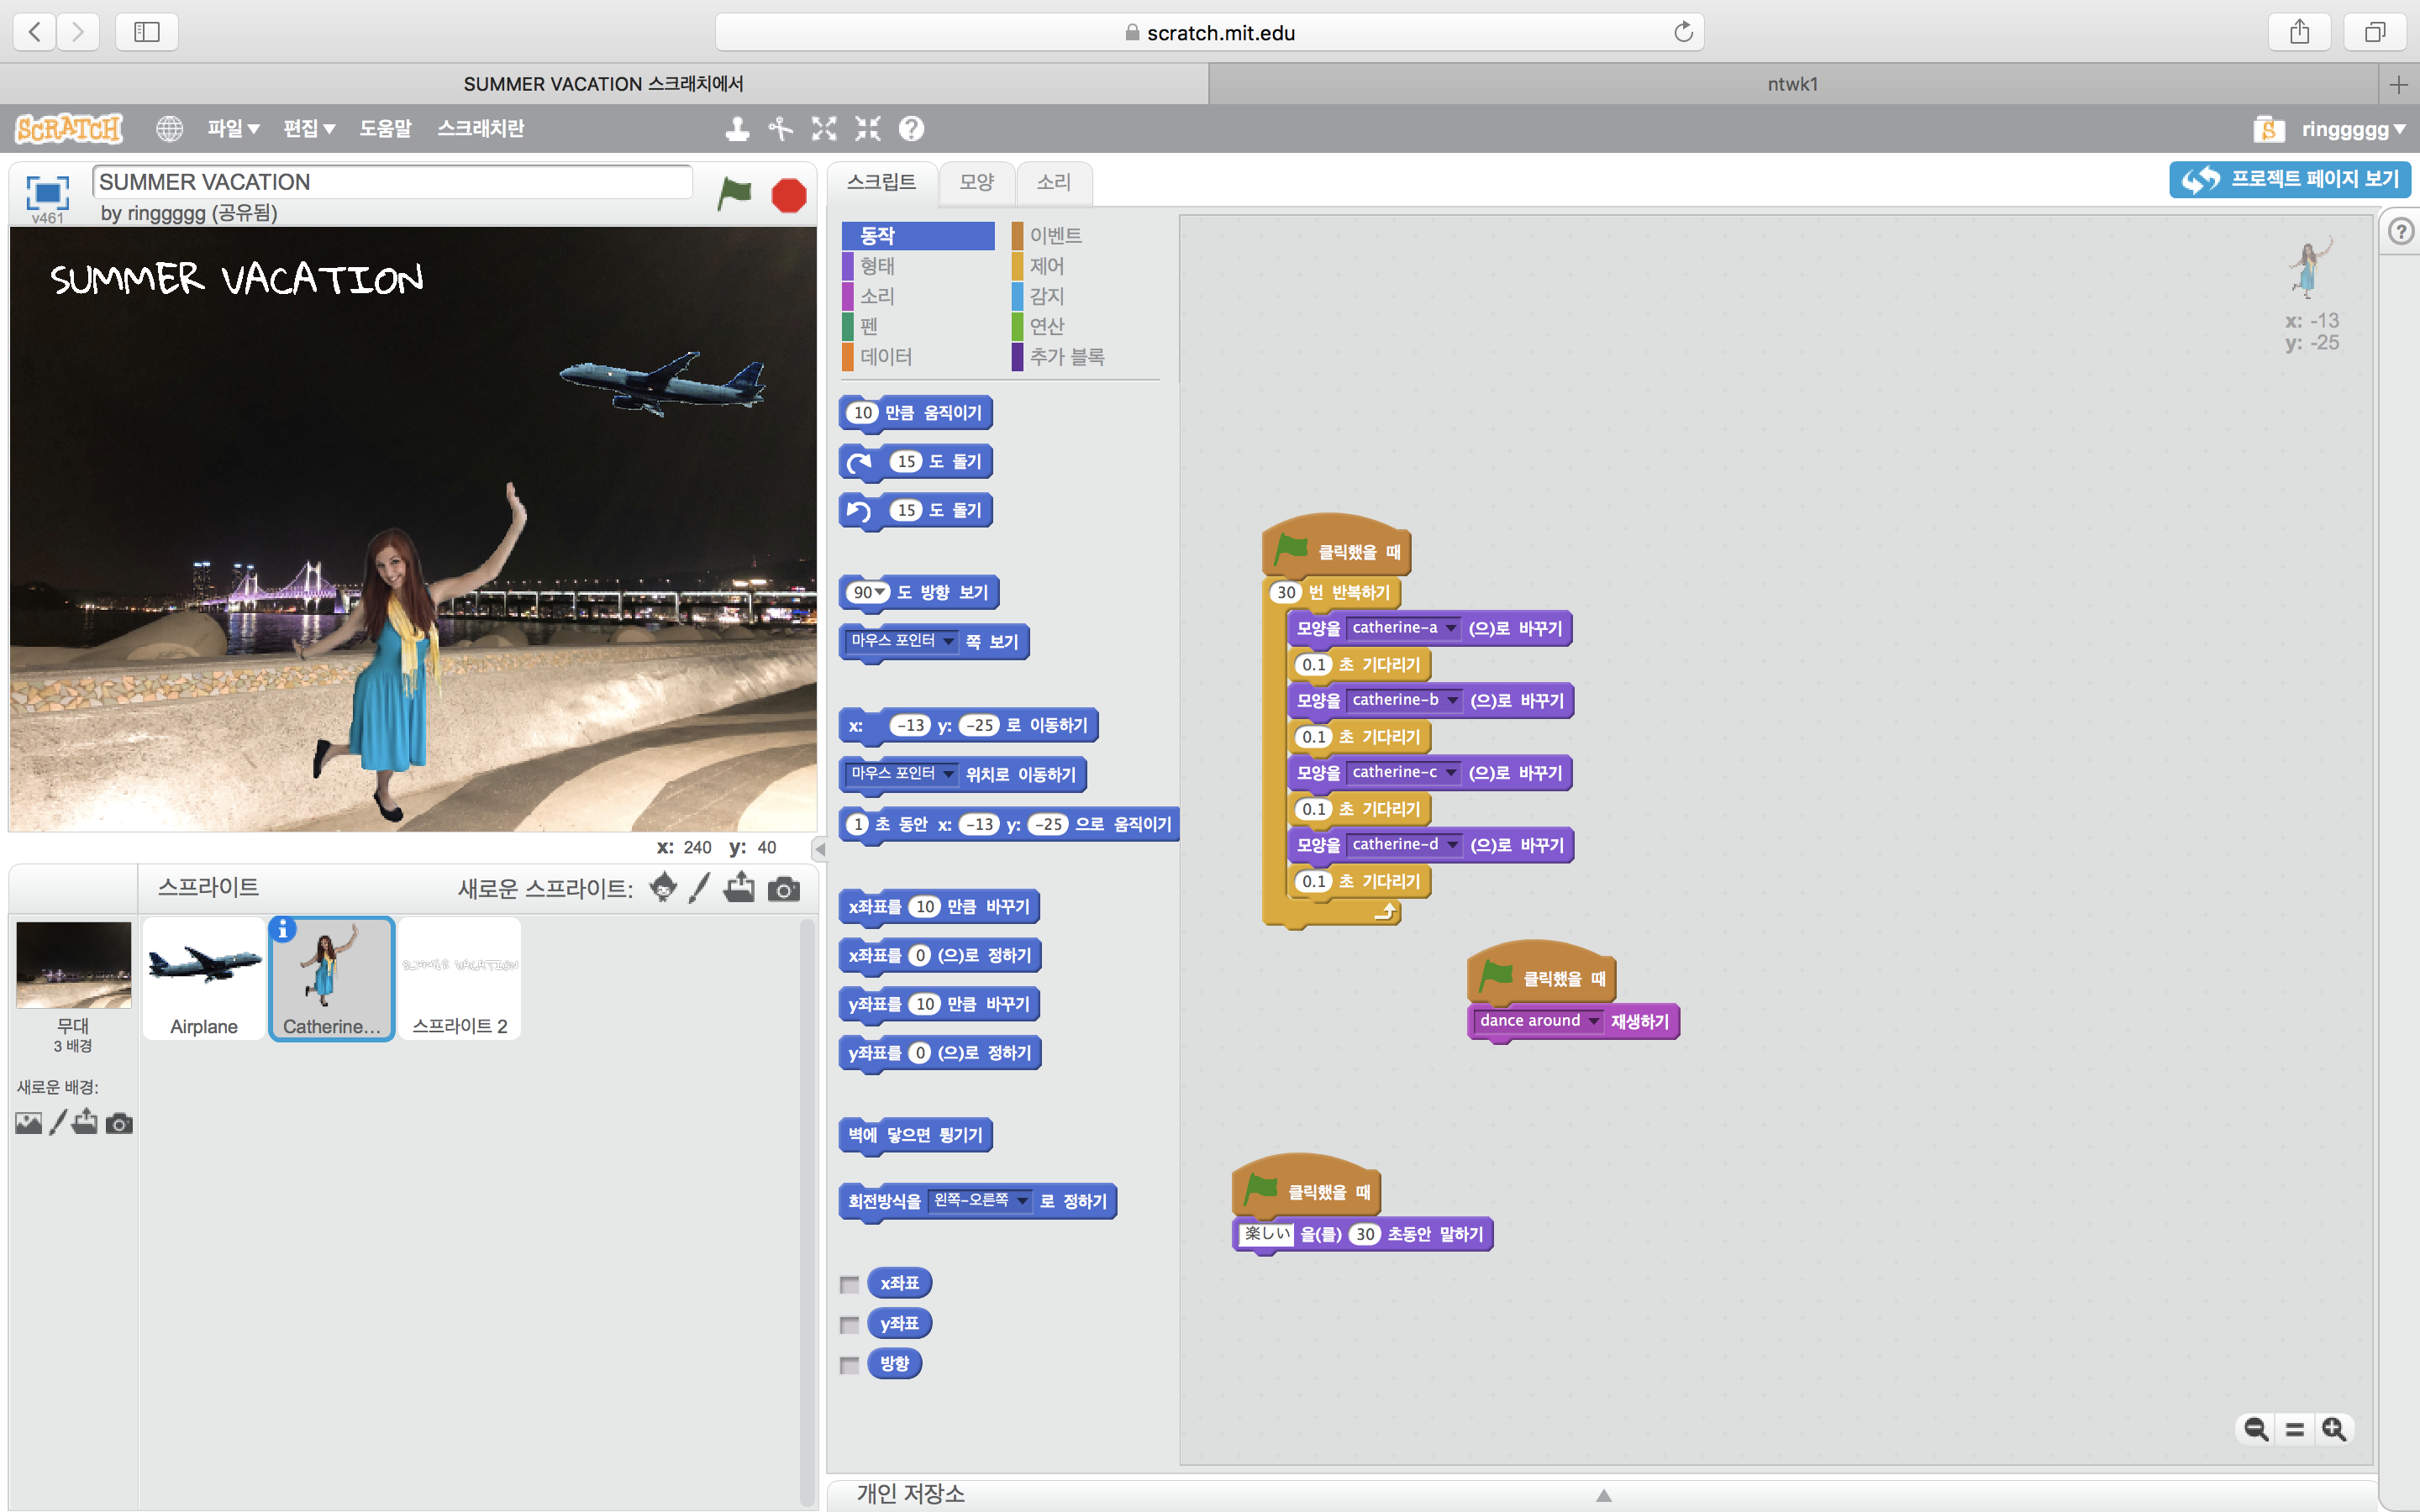 scratch.mit.edu
SUMMER VACATION 스크래치에서
ntwk1
SCRATCH
파일 편집 도움말 스크래치란
ringgggg
v461
SUMMER VACATION
by ringgggg (공유됨)
스크립트 모양 소리
프로젝트 페이지 보기
SUMMER VACATION
x: 240 y: 40
스프라이트 새로운 스프라이트:
무대
3 배경
새로운 배경:
Airplane
Catherine...
SUMMER VACATION
스프라이트 2
동작 이벤트
형태 제어
소리 감지
펜 연산
데이터 추가 블록
10 만큼 움직이기
15 도 돌기
15 도 돌기
90 도 방향 보기
마우스 포인터 쪽 보기
x: -13 y: -25 로 이동하기
마우스 포인터 위치로 이동하기
1 초 동안 x: -13 y: -25 으로 움직이기
x좌표를 10 만큼 바꾸기
x좌표를 0 (으)로 정하기
y좌표를 10 만큼 바꾸기
y좌표를 0 (으)로 정하기
벽에 닿으면 튕기기
회전방식을 왼쪽-오른쪽 로 정하기
x좌표
y좌표
방향
x: -13
y: -25
클릭했을 때
30 번 반복하기
모양을 catherine-a (으)로 바꾸기
0.1 초 기다리기
모양을 catherine-b (으)로 바꾸기
0.1 초 기다리기
모양을 catherine-c (으)로 바꾸기
0.1 초 기다리기
모양을 catherine-d (으)로 바꾸기
0.1 초 기다리기
클릭했을 때
dance around 재생하기
클릭했을 때
楽しい 을(를) 30 초동안 말하기
개인 저장소